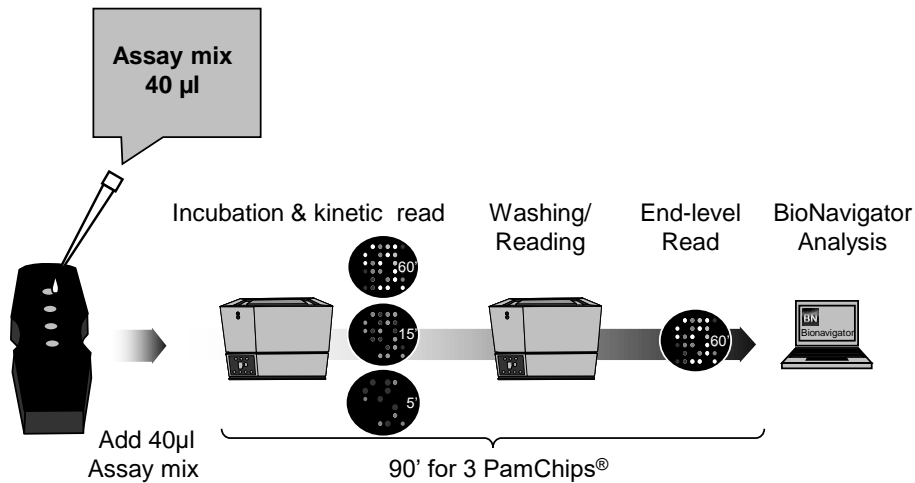 Assay mix
40 µl
Incubation & kinetic read
Washing/
Reading
End-level
Read
BioNavigator
Analysis
60'
15'
5'
60'
BN
Bionavigator
Add 40µl
Assay mix
90' for 3 PamChips®